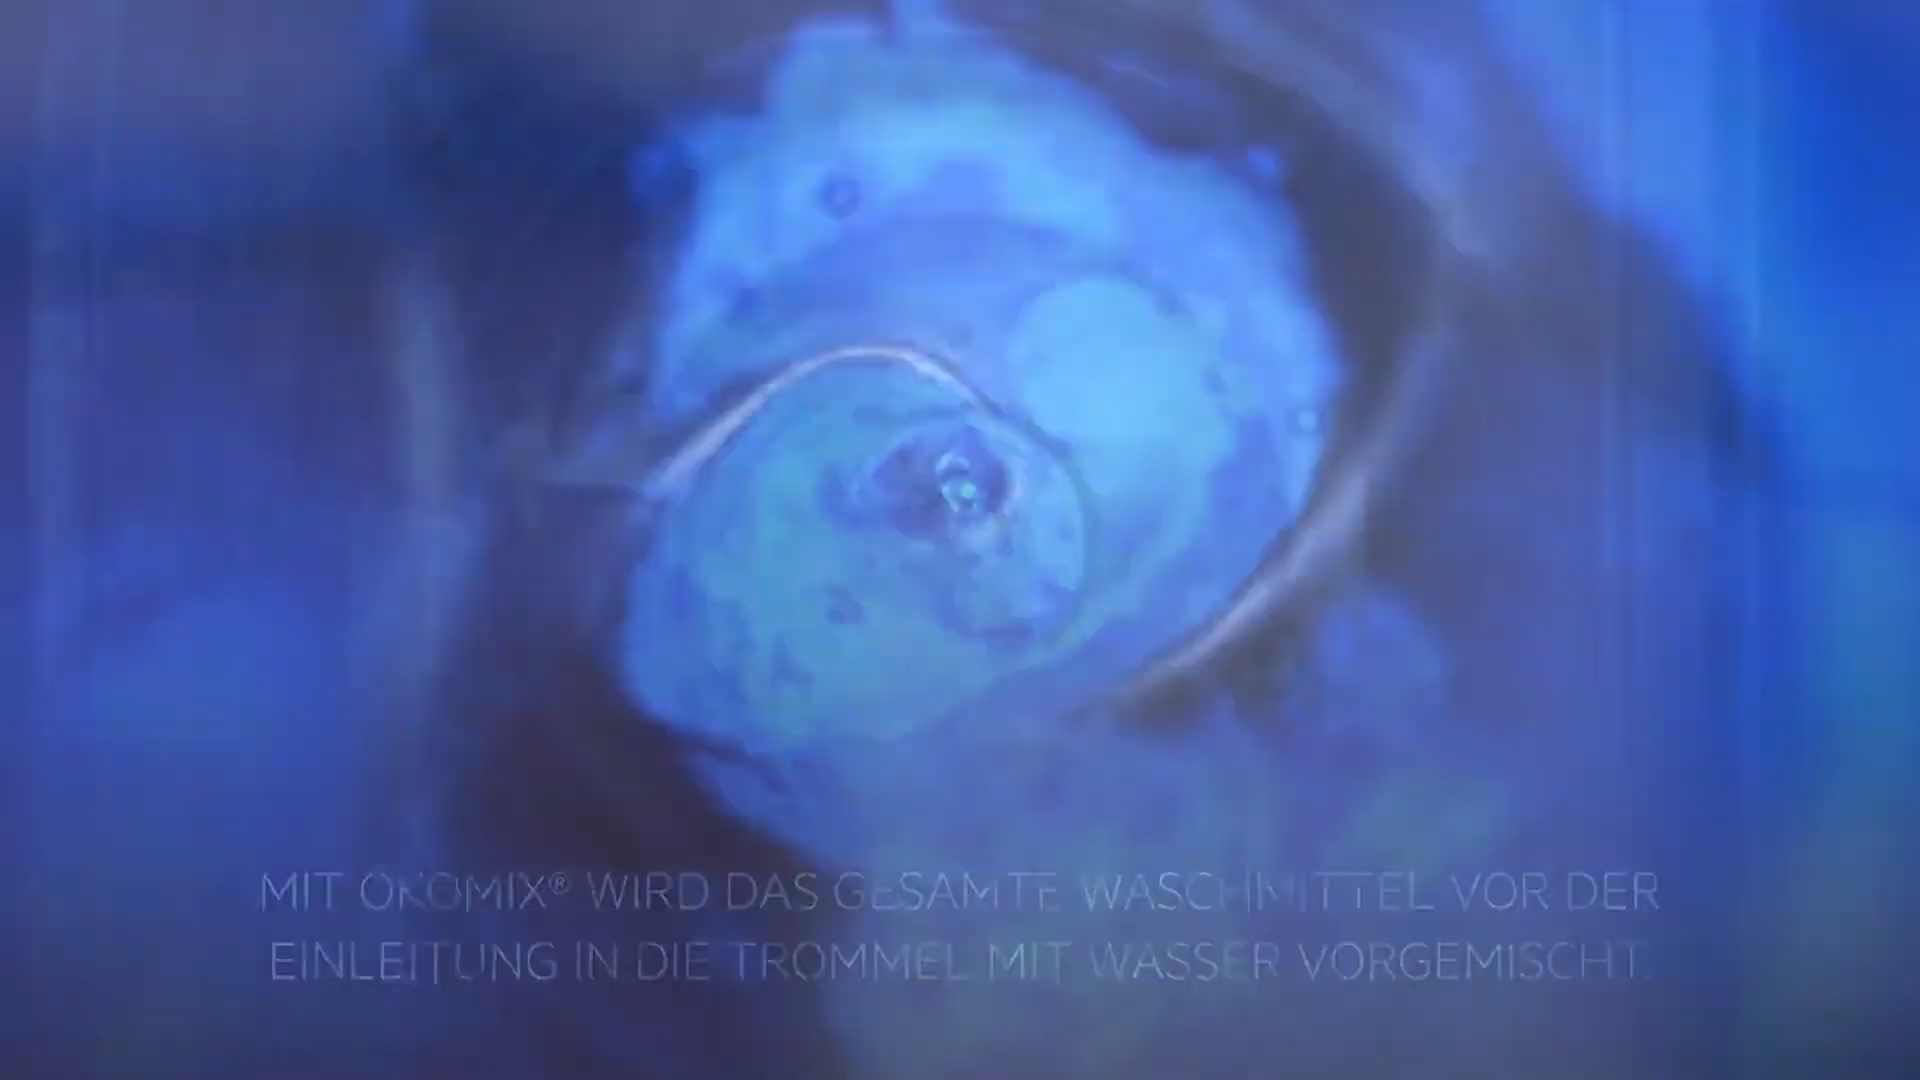 MIT ÖKOMIX® WIRD DAS GESAMTE WASCHMITTEL VOR DER
EINLEITUNG IN DIE TROMMEL MIT WASSER VORGEMISCHT.